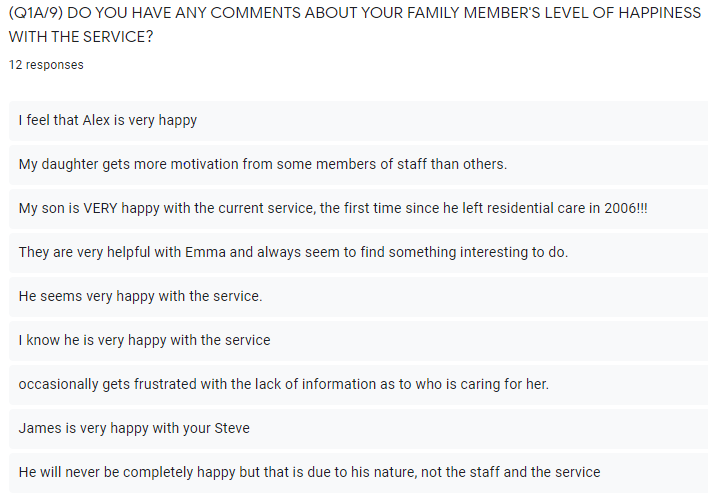 (Q1A/9) DO YOU HAVE ANY COMMENTS ABOUT YOUR FAMILY MEMBER'S LEVEL OF HAPPINESS
WITH THE SERVICE?
12 responses
I feel that Alex is very happy
My daughter gets more motivation from some members of staff than others.
My son is VERY happy with the current service, the first time since he left residential care in 2006!!!
They are very helpful with Emma and always seem to find something interesting to do.
He seems very happy with the service.
I know he is very happy with the service
occasionally gets frustrated with the lack of information as to who is caring for her.
James is very happy with your Steve
He will never be completely happy but that is due to his nature, not the staff and the service